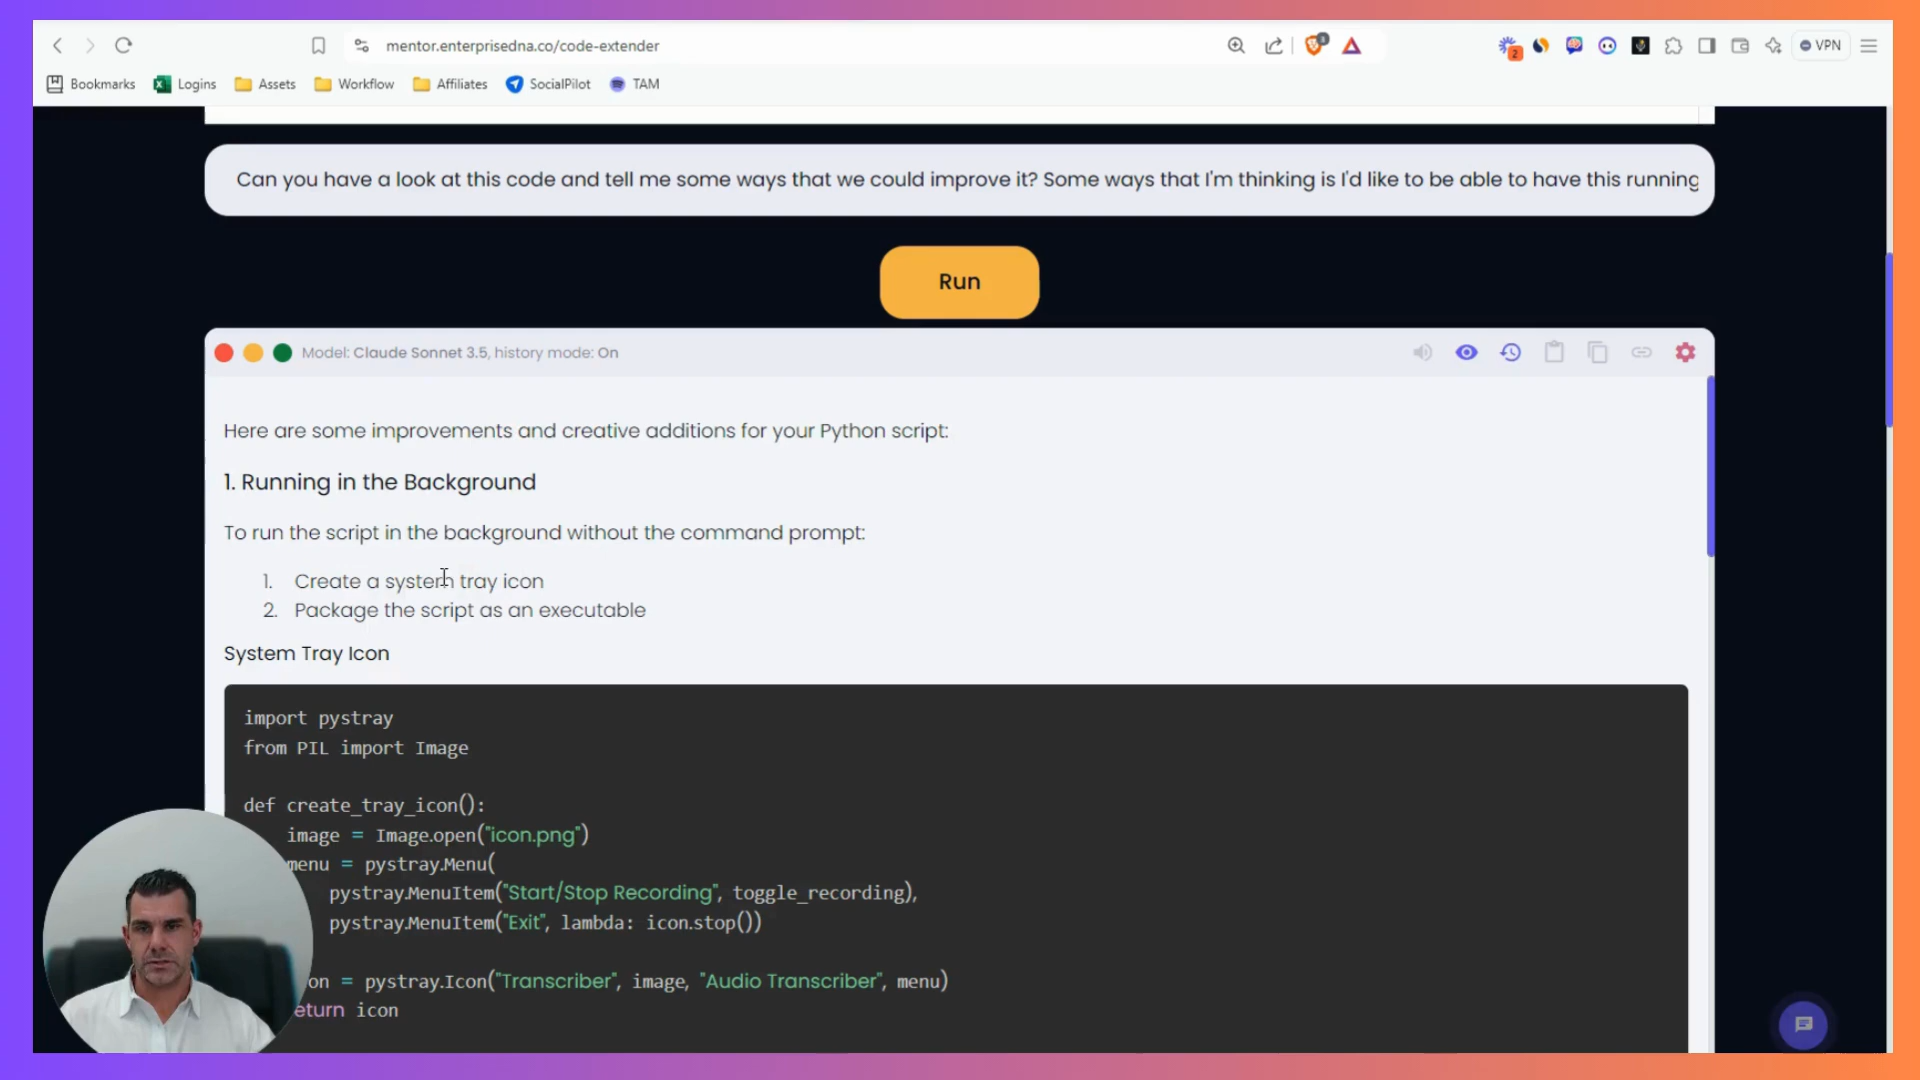 mentor.enterprisedna.co/code-extender
2
VPN
Bookmarks
Logins
Assets
Workflow
Affiliates
SocialPilot
TAM
Can you have a look at this code and tell me some ways that we could improve it? Some ways that I'm thinking is I'd like to be able to have this running
Run
Model: Claude Sonnet 3.5, history mode: On
Here are some improvements and creative additions for your Python script:
1. Running in the Background
To run the script in the background without the command prompt:
1. Create a system tray icon
2. Package the script as an executable
System Tray Icon
import pystray
from PIL import Image
def create_tray_icon():
image = Image.open("icon.png")
menu = pystray.Menu(
pystray.MenuItem("Start/Stop Recording", toggle_recording),
pystray.MenuItem("Exit", lambda: icon.stop())
on = pystray.Icon("Transcriber", image, "Audio Transcriber", menu)
eturn icon